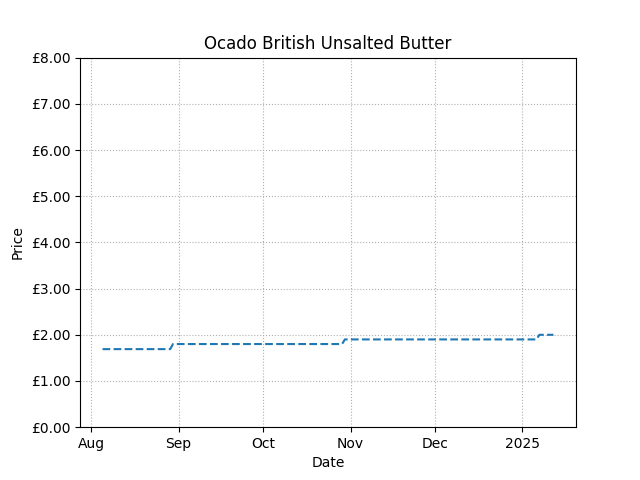 Ocado British Unsalted Butter
£8.00
£7.00
£6.00
£5.00
£4.00
£3.00
£2.00
£1.00
£0.00
Price
Aug Sep Oct Nov Dec 2025
Date